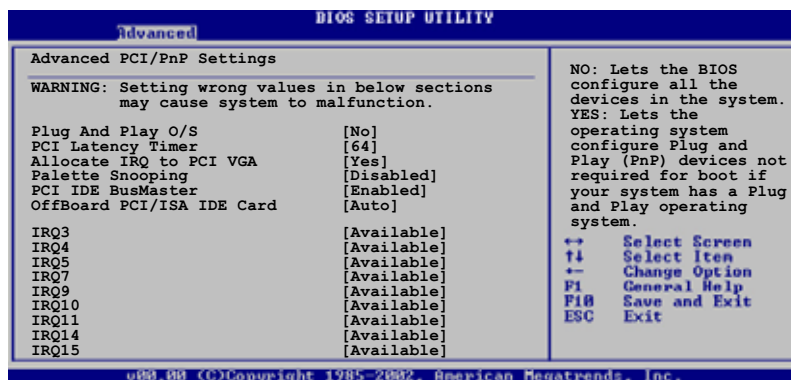 BIOS SETUP UTILITY
Advanced
Advanced PCI/PnP Settings
WARNING: Setting wrong values in below sections
may cause system to malfunction.
Plug And Play O/S [No]
PCI Latency Timer [64]
Allocate IRQ to PCI VGA [Yes]
Palette Snooping [Disabled]
PCI IDE BusMaster [Enabled]
OffBoard PCI/ISA IDE Card [Auto]
IRQ3 [Available]
IRQ4 [Available]
IRQ5 [Available]
IRQ7 [Available]
IRQ9 [Available]
IRQ10 [Available]
IRQ11 [Available]
IRQ14 [Available]
IRQ15 [Available]
NO: Lets the BIOS
configure all the
devices in the system.
YES: Lets the
operating system
configure Plug and
Play (PnP) devices not
required for boot if
your system has a Plug
and Play operating
system.
↔ Select Screen
↑↓ Select Item
+- Change Option
F1 General Help
F10 Save and Exit
ESC Exit
v00.00 (C)Copyright 1985-2002, American Megatrends, Inc.